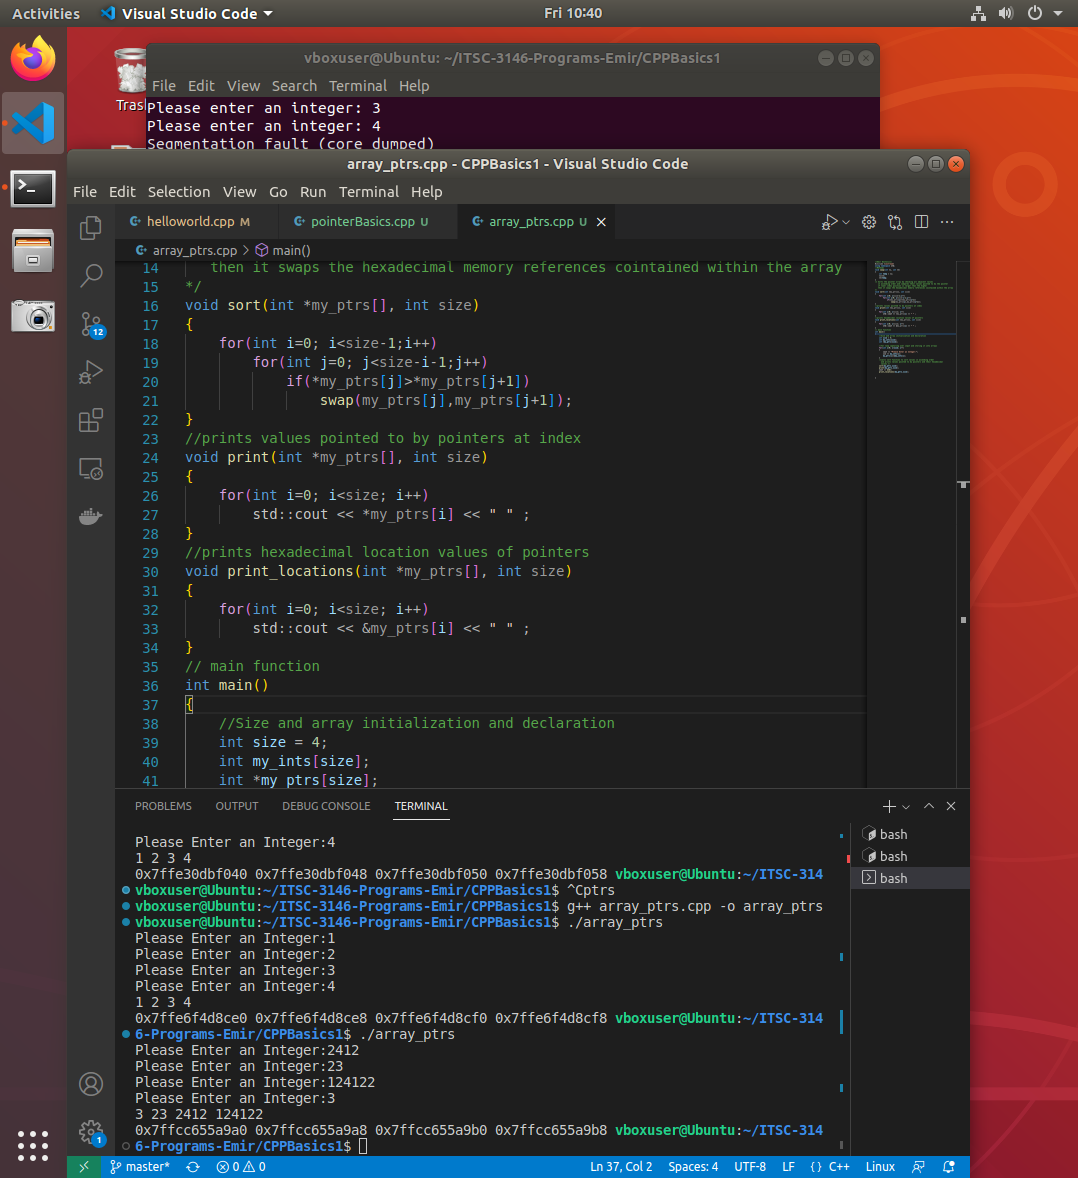 Activities
Visual Studio Code
Fri 10:40
vboxuser@Ubuntu: ~/ITSC-3146-Programs-Emir/CPPBasics1
File Edit View Search Terminal Help
Tras
Please enter an integer: 3
Please enter an integer: 4
Segmentation fault (core dumped)
array_ptrs.cpp - CPPBasics1 - Visual Studio Code
File Edit Selection View Go Run Terminal Help
helloworld.cpp M
pointerBasics.cpp U
array_ptrs.cpp U
array_ptrs.cpp > main()
14 then it swaps the hexadecimal memory references cointained within the array
15 */
16 void sort(int *my_ptrs[], int size)
17 {
18 for(int i=0; i<size-1;i++)
19 for(int j=0; j<size-i-1;j++)
20 if(*my_ptrs[j]>*my_ptrs[j+1])
21 swap(my_ptrs[j],my_ptrs[j+1]);
22 }
23 //prints values pointed to by pointers at index
24 void print(int *my_ptrs[], int size)
25 {
26 for(int i=0; i<size; i++)
27 std::cout << *my_ptrs[i] << " " ;
28 }
29 //prints hexadecimal location values of pointers
30 void print_locations(int *my_ptrs[], int size)
31 {
32 for(int i=0; i<size; i++)
33 std::cout << &my_ptrs[i] << " " ;
34 }
35 // main function
36 int main()
37 {
38 //Size and array initialization and declaration
39 int size = 4;
40 int my_ints[size];
41 int *my_ptrs[size];
12
PROBLEMS OUTPUT DEBUG CONSOLE TERMINAL
bash
bash
bash
Please Enter an Integer:4
1 2 3 4
0x7ffe30dbf040 0x7ffe30dbf048 0x7ffe30dbf050 0x7ffe30dbf058 vboxuser@Ubuntu:~/ITSC-314
vboxuser@Ubuntu:~/ITSC-3146-Programs-Emir/CPPBasics1$ ^Cptrs
vboxuser@Ubuntu:~/ITSC-3146-Programs-Emir/CPPBasics1$ g++ array_ptrs.cpp -o array_ptrs
vboxuser@Ubuntu:~/ITSC-3146-Programs-Emir/CPPBasics1$ ./array_ptrs
Please Enter an Integer:1
Please Enter an Integer:2
Please Enter an Integer:3
Please Enter an Integer:4
1 2 3 4
0x7ffe6f4d8ce0 0x7ffe6f4d8ce8 0x7ffe6f4d8cf0 0x7ffe6f4d8cf8 vboxuser@Ubuntu:~/ITSC-314
6-Programs-Emir/CPPBasics1$ ./array_ptrs
Please Enter an Integer:2412
Please Enter an Integer:23
Please Enter an Integer:124122
Please Enter an Integer:3
3 23 2412 124122
0x7ffcc655a9a0 0x7ffcc655a9a8 0x7ffcc655a9b0 0x7ffcc655a9b8 vboxuser@Ubuntu:~/ITSC-314
6-Programs-Emir/CPPBasics1$
1
master* 0 0 Ln 37, Col 2 Spaces: 4 UTF-8 LF {} C++ Linux